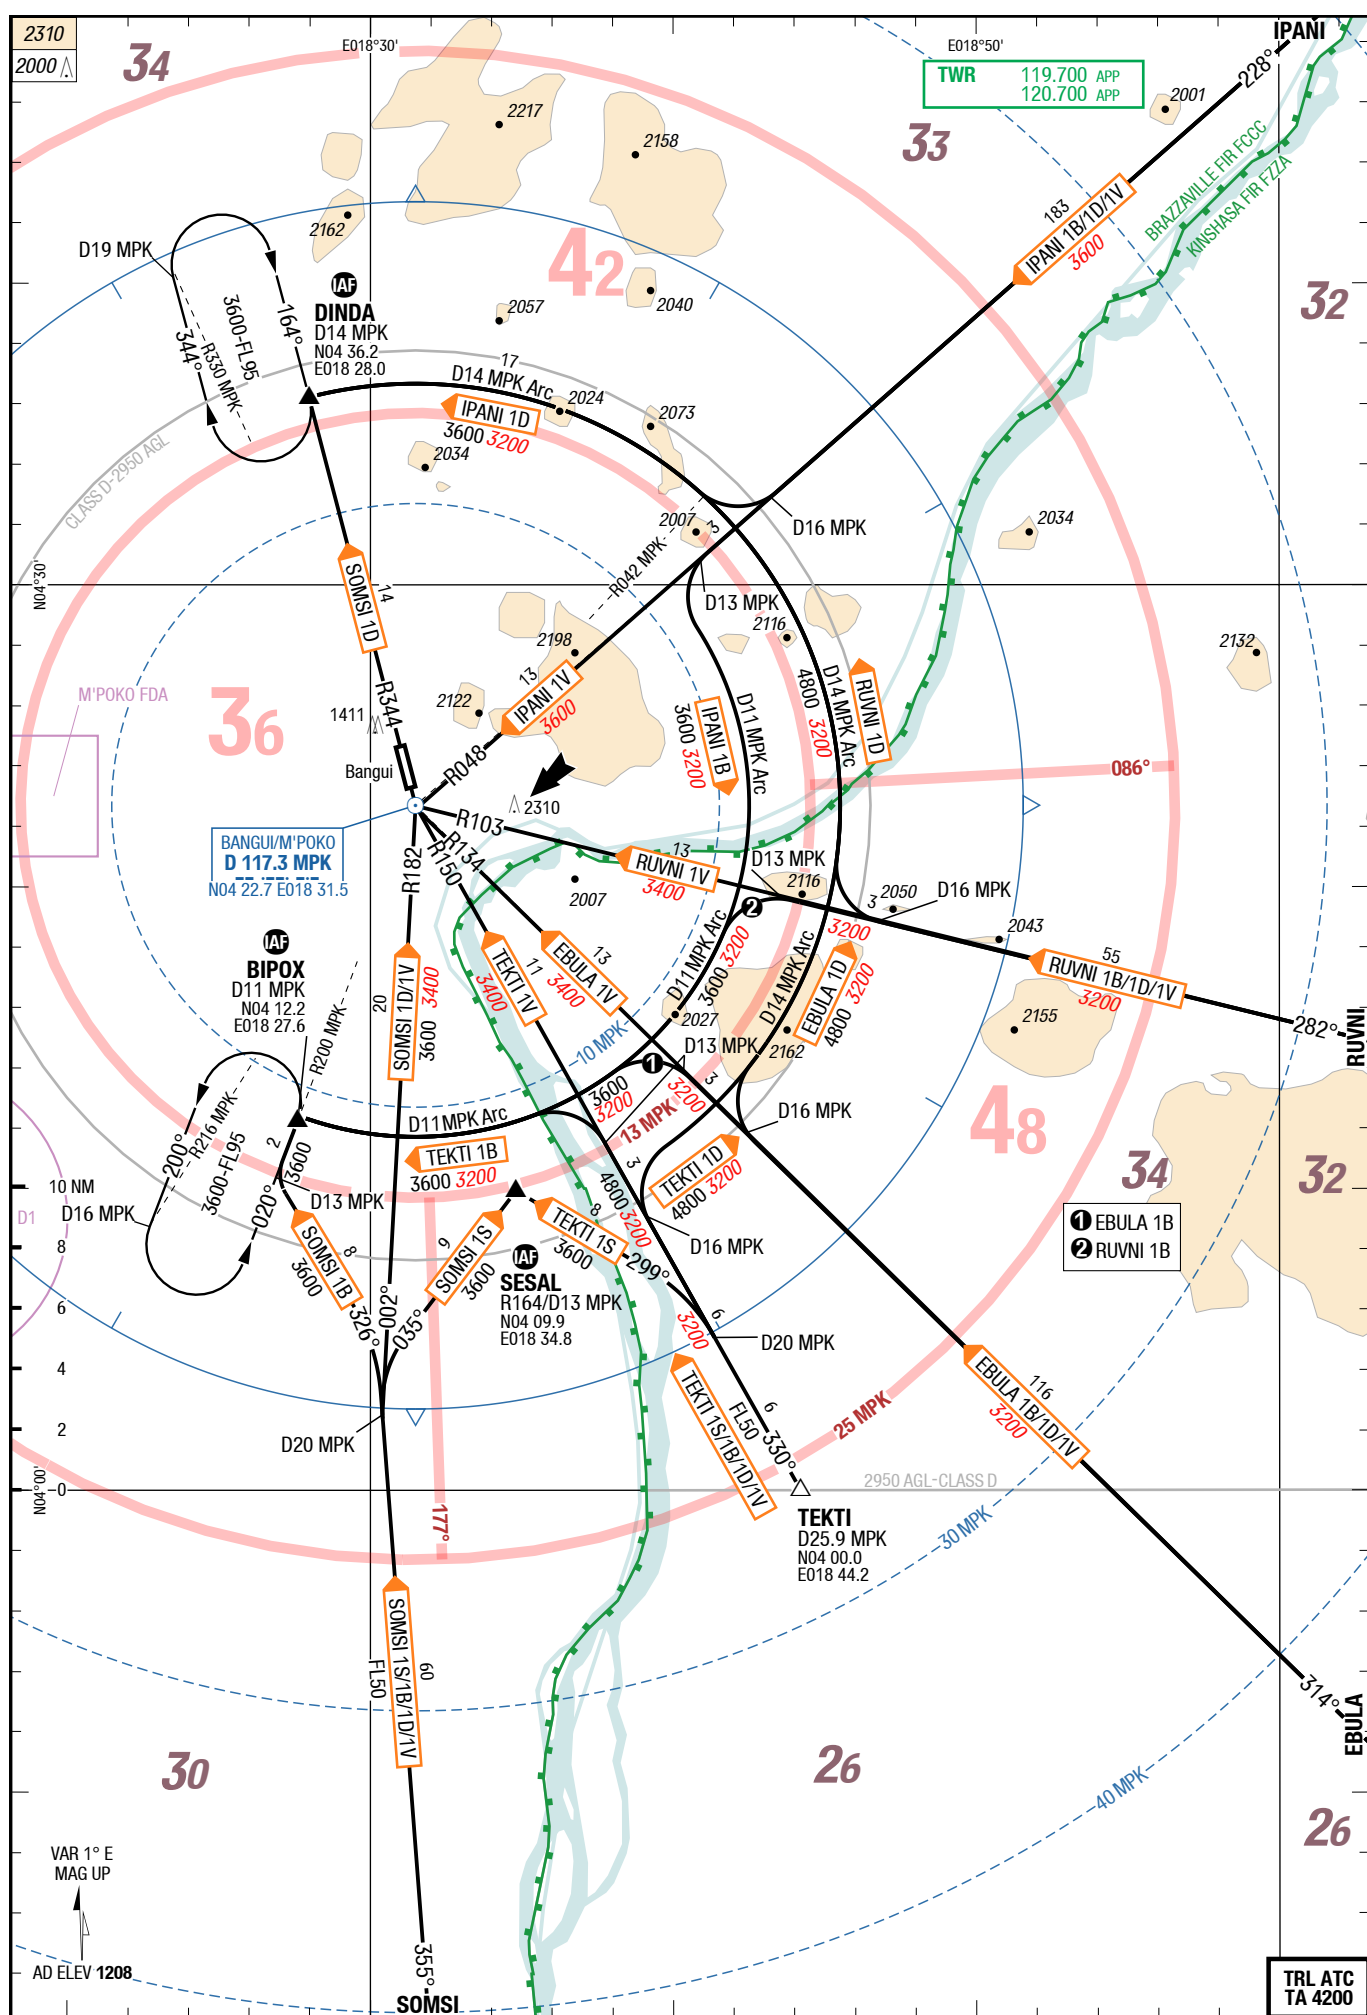 2310
2000
34
E018°30'
E018°50'
IPANI
228°
TWR 119.700 APP
120.700 APP
2001
33
2217
2158
2162
BRAZZAVILLE FIR FCCC
KINSHASA FIR FZZA
183
IPANI 1B/1D/1V
3600
D19 MPK
IAF
DINDA
D14 MPK
N04 36.2
E018 28.0
42
2057
2040
32
164°
3600-FL95
R330 MPK
344°
17
D14 MPK Arc
IPANI 1D
3600 3200
2024
2073
2034
CLASS D-2950 AGL
2007
3
D16 MPK
2034
R042 MPK
N04°30'
SOMSI 1D
14
D13 MPK
2116
2198
2132
M'POKO FDA
36
R344
2122
1411
13
IPANI 1V
3600
IPANI 1B
3600 3200
D11 MPK Arc
4800 3200
D14 MPK Arc
RUVNI 1D
Bangui
R048
2310
086°
BANGUI/M'POKO
D 117.3 MPK
N04 22.7 E018 31.5
R103
R134
R150
R182
13
RUVNI 1V
3400
D13 MPK
2116
2007
2
3
2050
D16 MPK
3200
2043
IAF
BIPOX
D11 MPK
N04 12.2
E018 27.6
20
SOMSI 1D/1V
3600 3400
TEKTI 1V
11
3400
EBULA 1V
13
3400
D11 MPK Arc
3600 3200
D14 MPK Arc
EBULA 1D
4800 3200
55
RUVNI 1B/1D/1V
3200
282°
RUVNI
2155
R200 MPK
2027
10 MPK
D13 MPK
2162
1
3600
3200
3200
3
D16 MPK
48
R216 MPK
200°
3600-FL95
020°
2
3600
D11 MPK Arc
TEKTI 1B
3600 3200
13 MPK
3
4800 3200
TEKTI 1D
4800 3200
34
32
10 NM
D1
D16 MPK
D13 MPK
8
6
4
2
0
SOMSI 1B
8
3600
326°
002°
SOMSI 1S
9
3600
035°
TEKTI 1S
8
3600
299°
IAF
SESAL
R164/D13 MPK
N04 09.9
E018 34.8
D16 MPK
1 EBULA 1B
2 RUVNI 1B
6
3200
D20 MPK
D20 MPK
TEKTI 1S/1B/1D/1V
FL50
6
330°
25 MPK
116
EBULA 1B/1D/1V
3200
N04°00'
177°
2950 AGL-CLASS D
TEKTI
D25.9 MPK
N04 00.0
E018 44.2
30 MPK
SOMSI 1S/1B/1D/1V
60
FL50
314°
EBULA
30
26
40 MPK
26
VAR 1° E
MAG UP
AD ELEV 1208
355°
SOMSI
TRL ATC
TA 4200